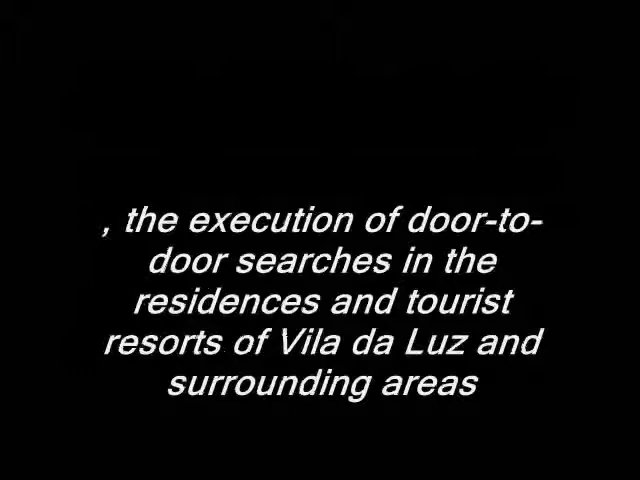 , the execution of door-to-
door searches in the
residences and tourist
resorts of Vila da Luz and
surrounding areas